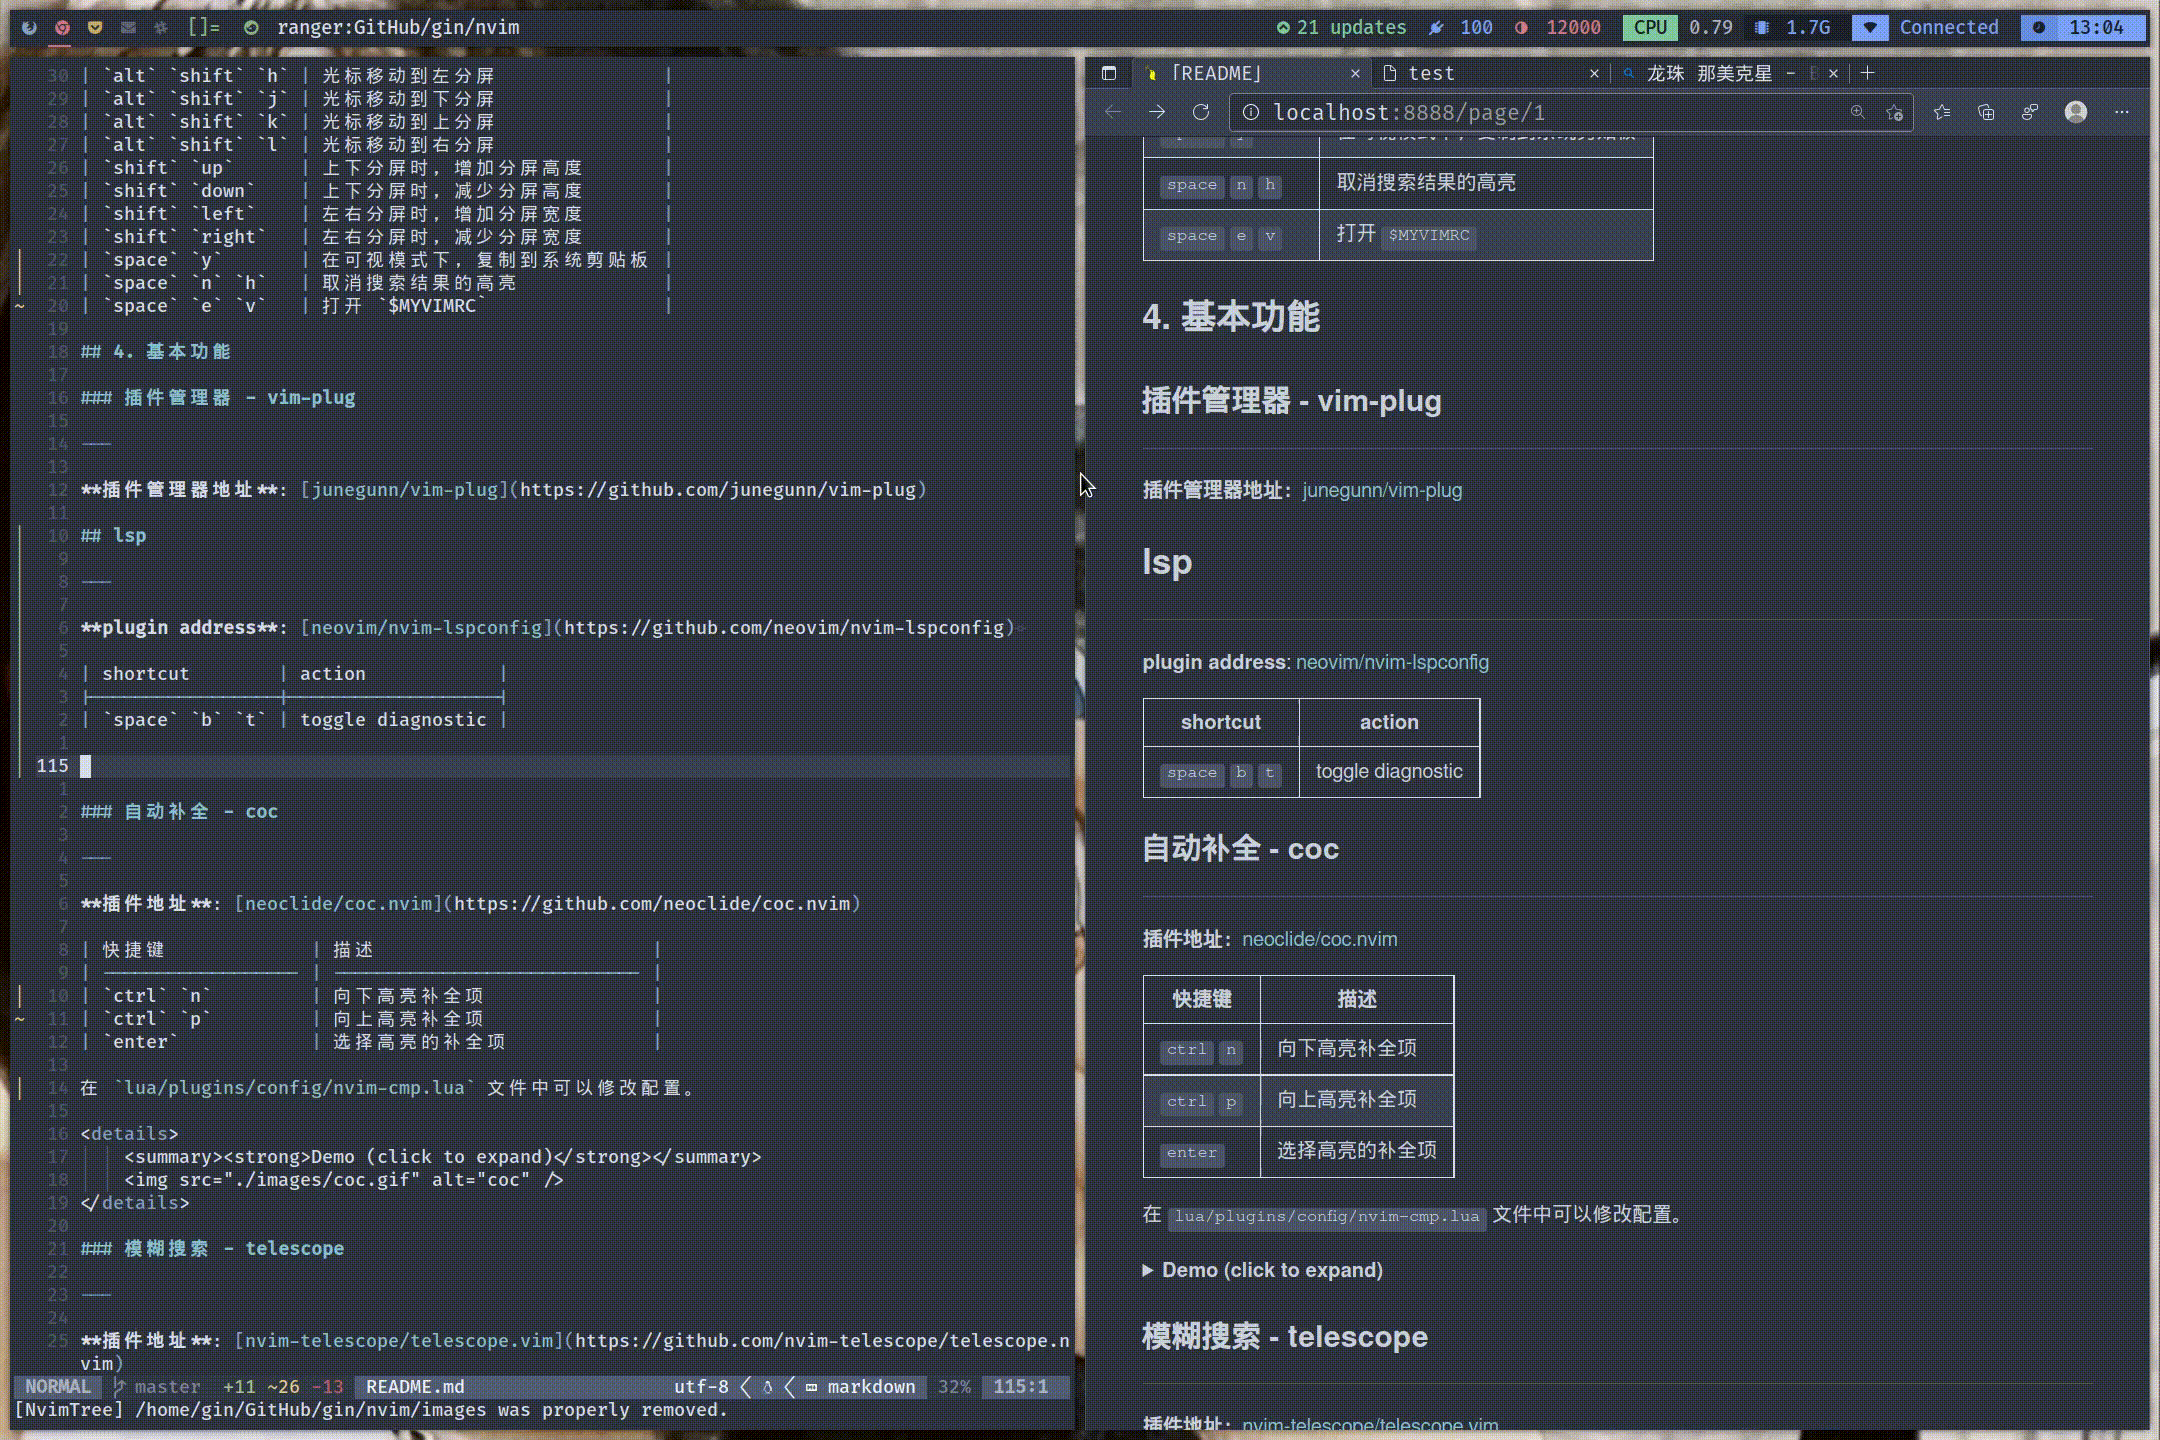 []= ranger:GitHub/gin/nvim 21 updates 100 12000 CPU 0.79 1.7G Connected 13:04
30 | `alt` `shift` `h` | 光标移动到左分屏 |
29 | `alt` `shift` `j` | 光标移动到下分屏 |
28 | `alt` `shift` `k` | 光标移动到上分屏 |
27 | `alt` `shift` `l` | 光标移动到右分屏 |
26 | `shift` `up` | 上下分屏时，增加分屏高度 |
25 | `shift` `down` | 上下分屏时，减少分屏高度 |
24 | `shift` `left` | 左右分屏时，增加分屏宽度 |
23 | `shift` `right` | 左右分屏时，减少分屏宽度 |
22 | `space` `y` | 在可视模式下，复制到系统剪贴板 |
21 | `space` `n` `h` | 取消搜索结果的高亮 |
~ 20 | `space` `e` `v` | 打开 `$MYVIMRC` |
19
18 ## 4. 基本功能
17
16 ### 插件管理器 - vim-plug
15
14 ---
13
12 **插件管理器地址**: [junegunn/vim-plug](https://github.com/junegunn/vim-plug)
11
10 ## lsp
9
8 ---
7
6 **plugin address**: [neovim/nvim-lspconfig](https://github.com/neovim/nvim-lspconfig)
5
4 | shortcut | action |
3
2 | `space` `b` `t` | toggle diagnostic |
1
115
1
2 ### 自动补全 - coc
3
4 ---
5
6 **插件地址**: [neoclide/coc.nvim](https://github.com/neoclide/coc.nvim)
7
8 | 快捷键 | 描述 |
9
10 | `ctrl` `n` | 向下高亮补全项 |
~ 11 | `ctrl` `p` | 向上高亮补全项 |
12 | `enter` | 选择高亮的补全项 |
13
14 在 `lua/plugins/config/nvim-cmp.lua` 文件中可以修改配置。
15
16 <details>
17 <summary><strong>Demo (click to expand)</strong></summary>
18 <img src="./images/coc.gif" alt="coc" />
19 </details>
20
21 ### 模糊搜索 - telescope
22
23 ---
24
25 **插件地址**: [nvim-telescope/telescope.vim](https://github.com/nvim-telescope/telescope.n
vim)
NORMAL master +11 ~26 -13 README.md utf-8 markdown 32% 115:1
[NvimTree] /home/gin/GitHub/gin/nvim/images was properly removed.
「README」 × test × 龙珠 那美克星 - × +
localhost:8888/page/1
space n h 取消搜索结果的高亮
space e v 打开 $MYVIMRC
4. 基本功能
插件管理器 - vim-plug
插件管理器地址：junegunn/vim-plug
lsp
plugin address: neovim/nvim-lspconfig
shortcut action
space b t toggle diagnostic
自动补全 - coc
插件地址：neoclide/coc.nvim
快捷键 描述
ctrl n 向下高亮补全项
ctrl p 向上高亮补全项
enter 选择高亮的补全项
在 lua/plugins/config/nvim-cmp.lua 文件中可以修改配置。
Demo (click to expand)
模糊搜索 - telescope
插件地址：nvim-telescope/telescope.vim